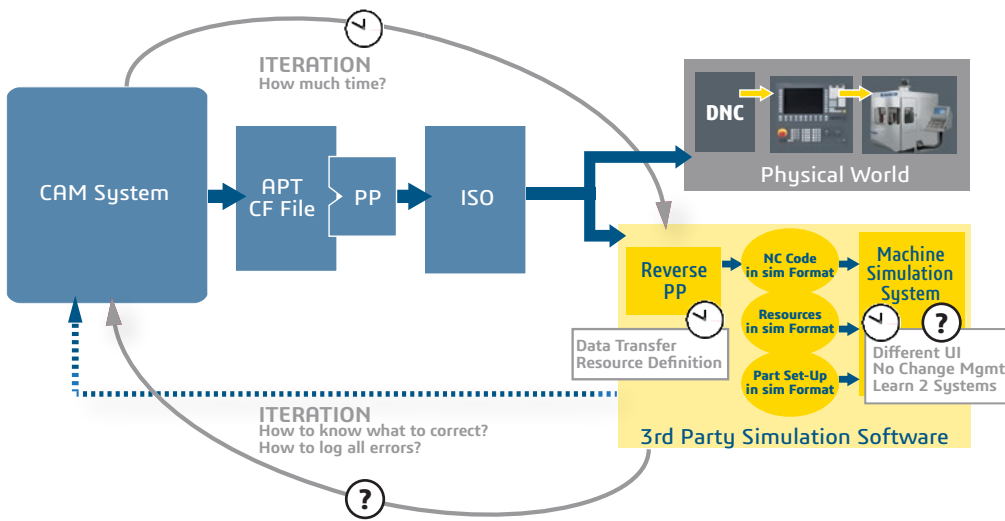 ITERATION
How much time?
CAM System
APT
CF File
PP
ISO
DNC
Physical World
Reverse
PP
NC Code
in sim Format
Resources
in sim Format
Part Set-Up
in sim Format
Machine
Simulation
System
?
Data Transfer
Resource Definition
Different UI
No Change Mgmt
Learn 2 Systems
3rd Party Simulation Software
ITERATION
How to know what to correct?
How to log all errors?
?